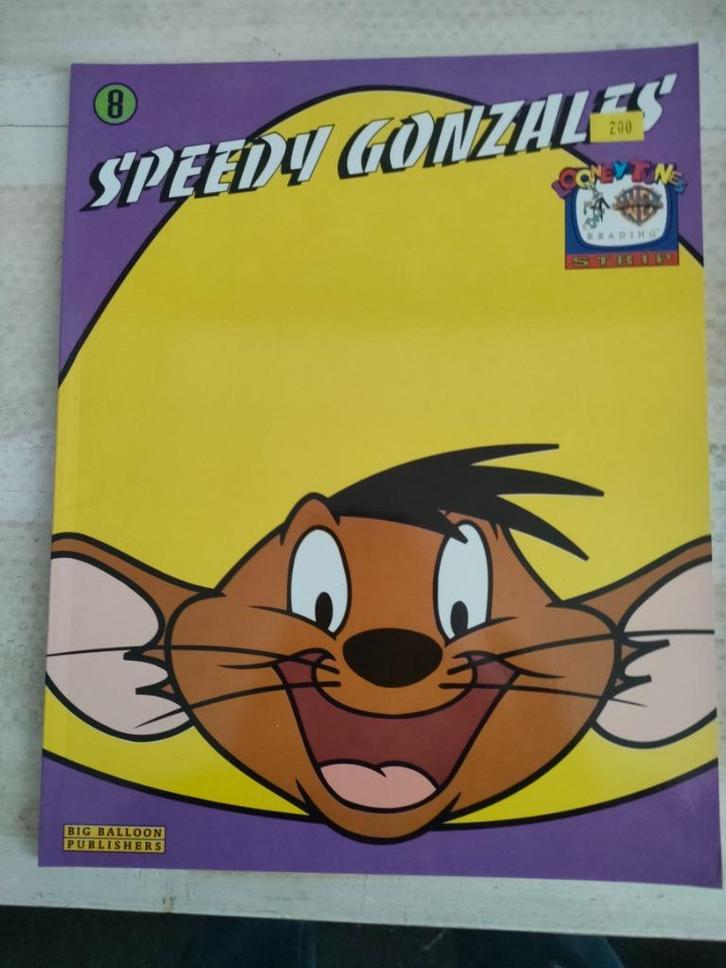 8
SPEEDY GONZALES
200
LOONEY TUNES
READING
STRIP
BIG BALLOON
PUBLISHERS